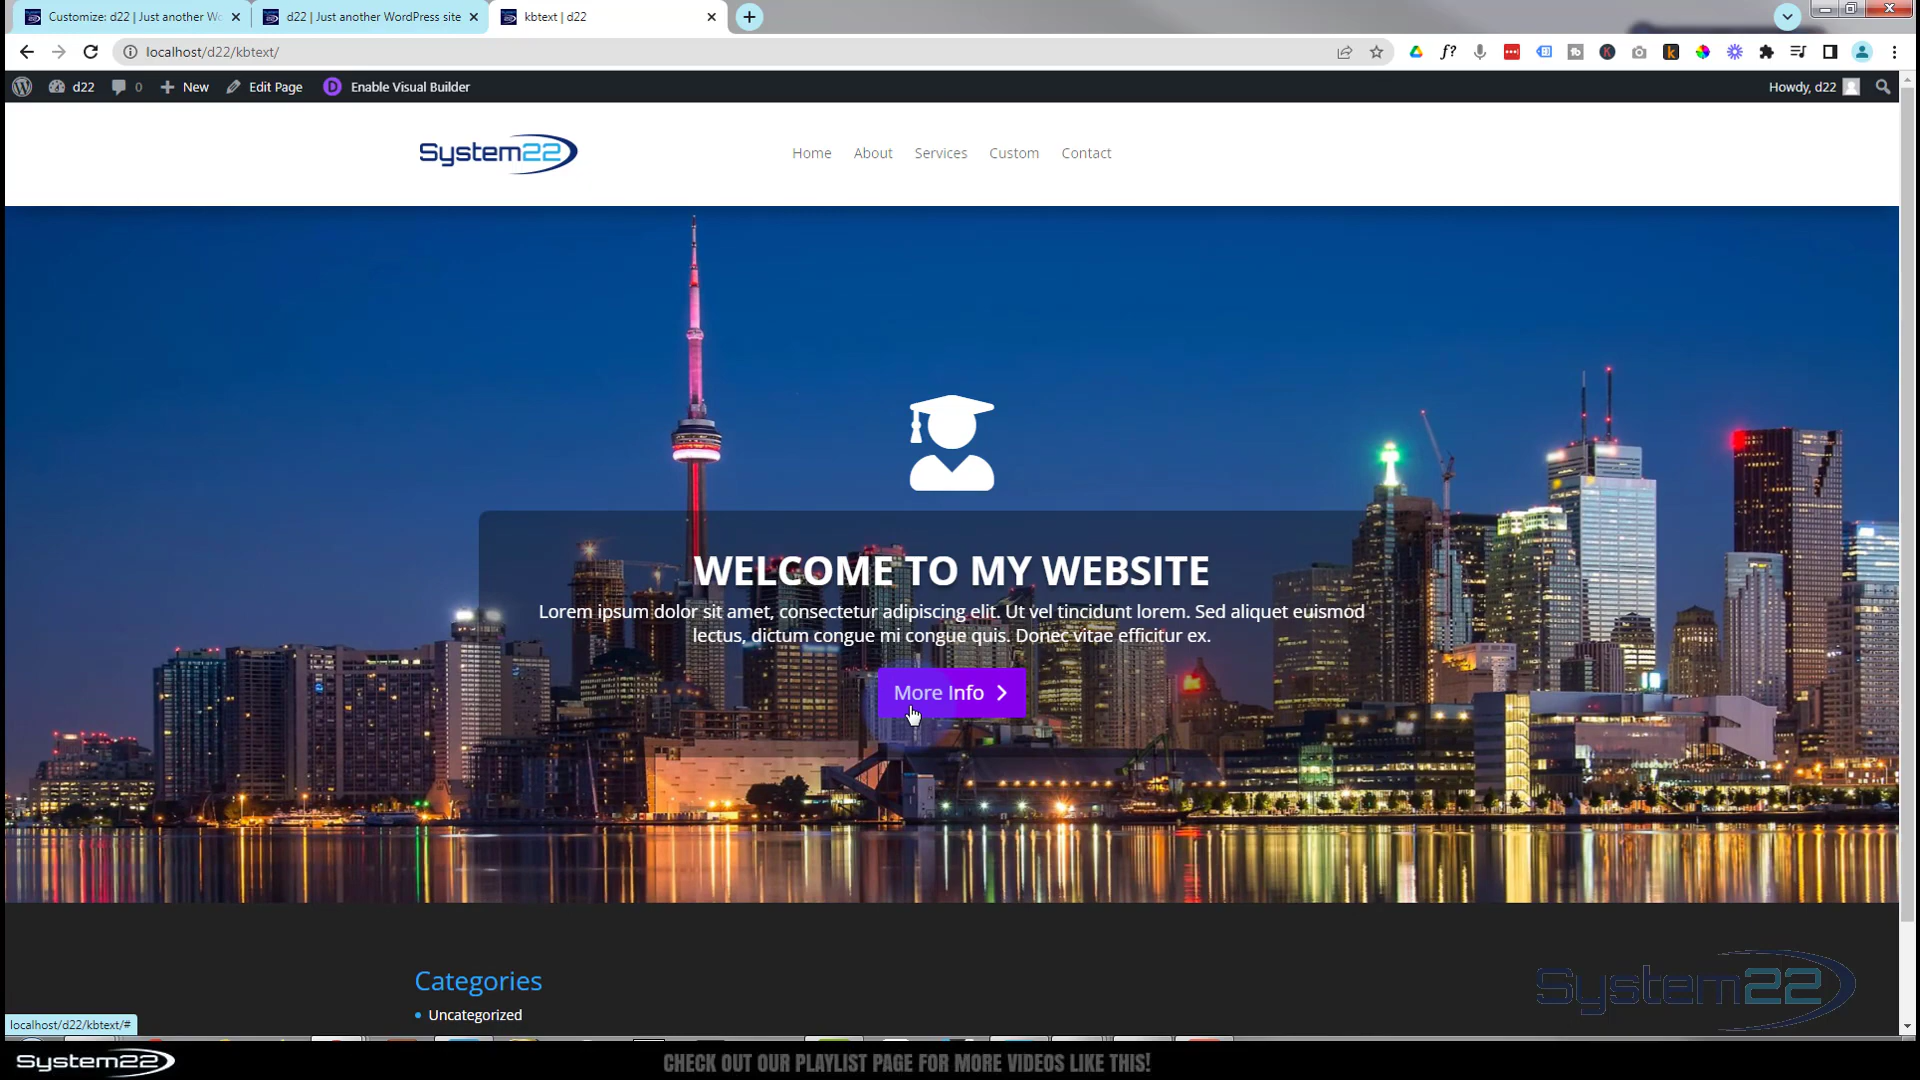 Customize: d22 | Just another Wo
d22 | Just another WordPress site
kbtext | d22
localhost/d22/kbtext/
f?
d22
0
New
Edit Page
D
Enable Visual Builder
Howdy, d22
System22
Home
About
Services
Custom
Contact
WELCOME TO MY WEBSITE
Lorem ipsum dolor sit amet, consectetur adipiscing elit. Ut vel tincidunt lorem. Sed aliquet euismod
lectus, dictum congue mi congue quis. Donec vitae efficitur ex.
More Info
Categories
Uncategorized
System22
localhost/d22/kbtext/#
System22
CHECK OUT OUR PLAYLIST PAGE FOR MORE VIDEOS LIKE THIS!